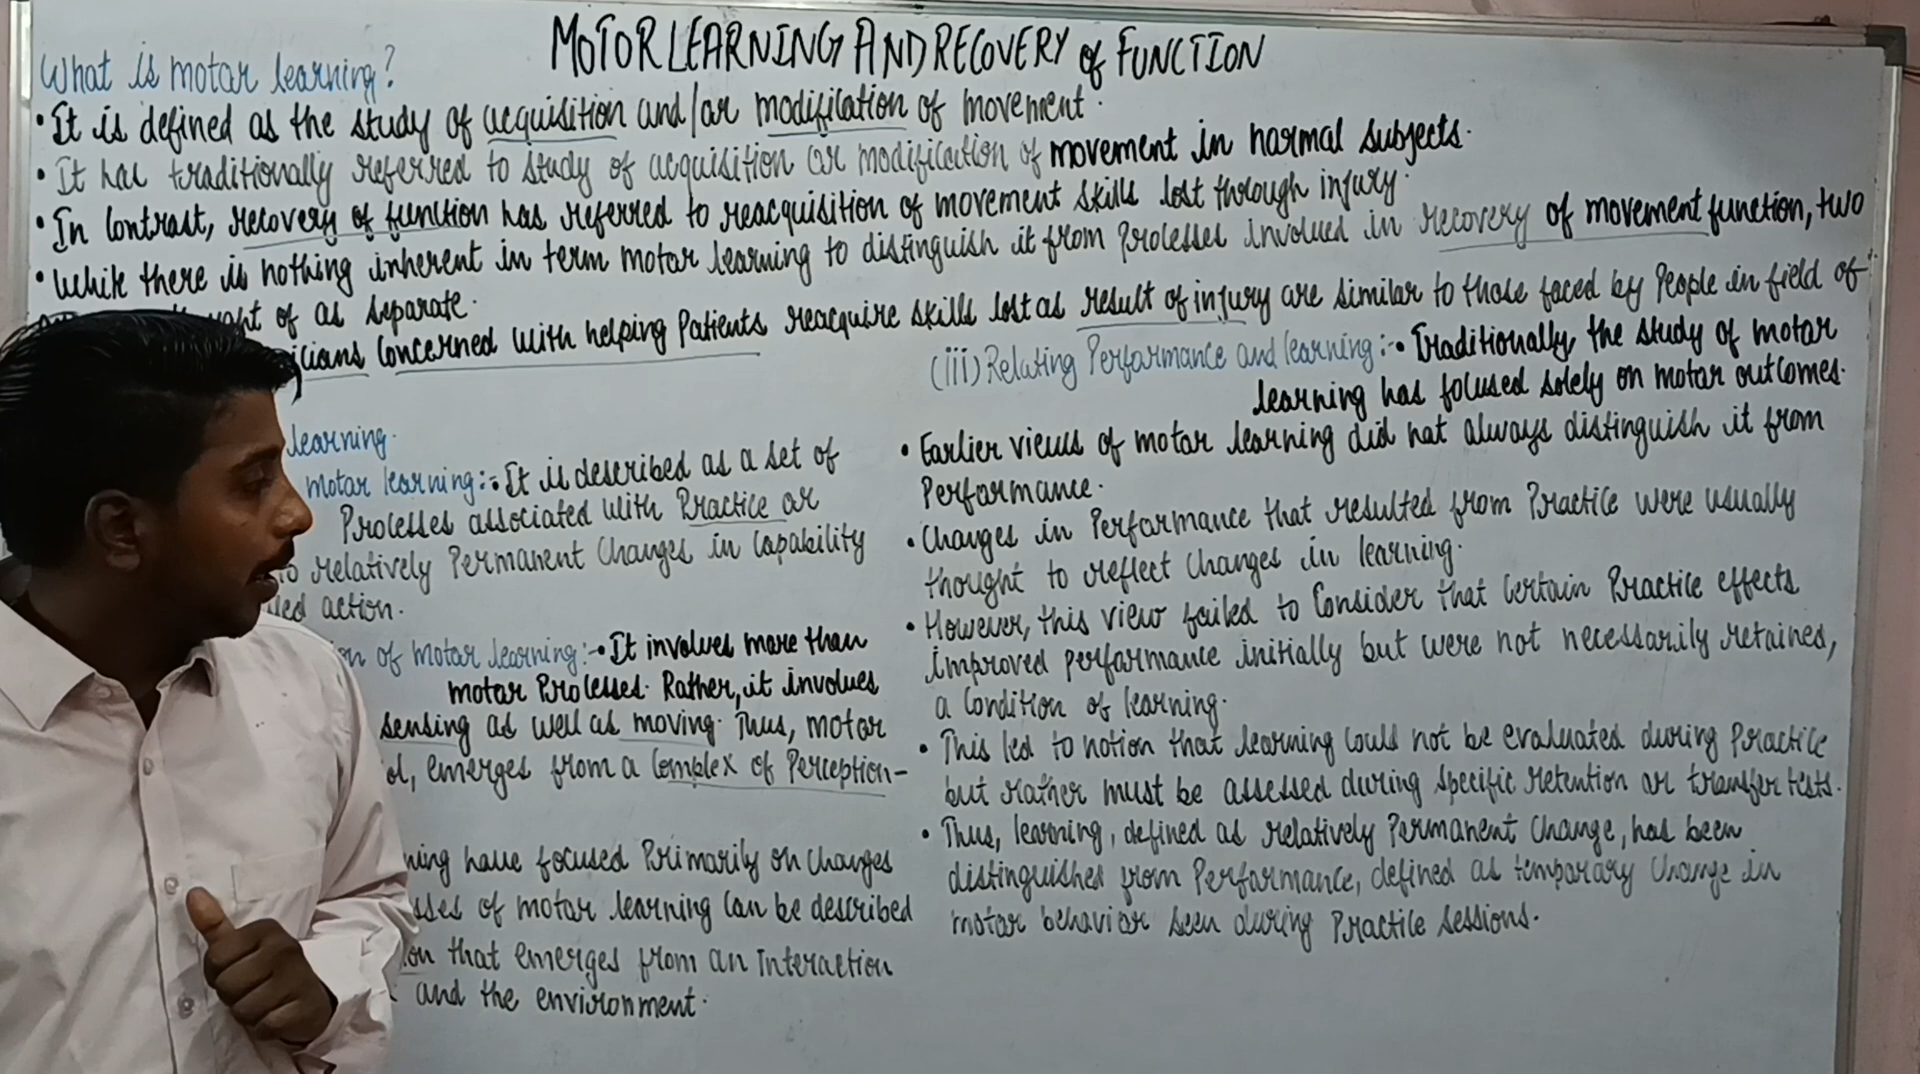 MOTOR LEARNING AND RECOVERY of FUNCTION
What is motor learning?
• It is defined as the study of acquisition and/or modification of movement.
• It has traditionally referred to study of acquisition or modification of movement in normal subjects.
• In contrast, recovery of function has referred to reacquisition of movement skills lost through injury.
• While there is nothing inherent in term motor learning to distinguish it from processes involved in recovery of movement function, two
ght of as separate.
icians concerned with helping patients reacquire skills lost as result of injury are similar to those faced by people in field of
learning.
motor learning:- • It is described as a set of
processes associated with practice or
to relatively permanent changes in capability
led action.
on of motor learning:- • It involves more than
motor processes. Rather, it involves
sensing as well as moving. Thus, motor
ol, emerges from a complex of perception-
ning have focused primarily on changes
sses of motor learning can be described
ion that emerges from an interaction
and the environment.
(iii) Relating Performance and learning:- • Traditionally, the study of motor
learning has focused solely on motor outcomes.
• Earlier views of motor learning did not always distinguish it from
performance.
• Changes in performance that resulted from practice were usually
thought to reflect changes in learning.
• However, this view failed to consider that certain practice effects
improved performance initially but were not necessarily retained,
a condition of learning.
• This led to notion that learning could not be evaluated during practice
but rather must be assessed during specific retention or transfer tests.
• Thus, learning, defined as relatively permanent change, has been
distinguished from performance, defined as temporary change in
motor behavior seen during practice sessions.